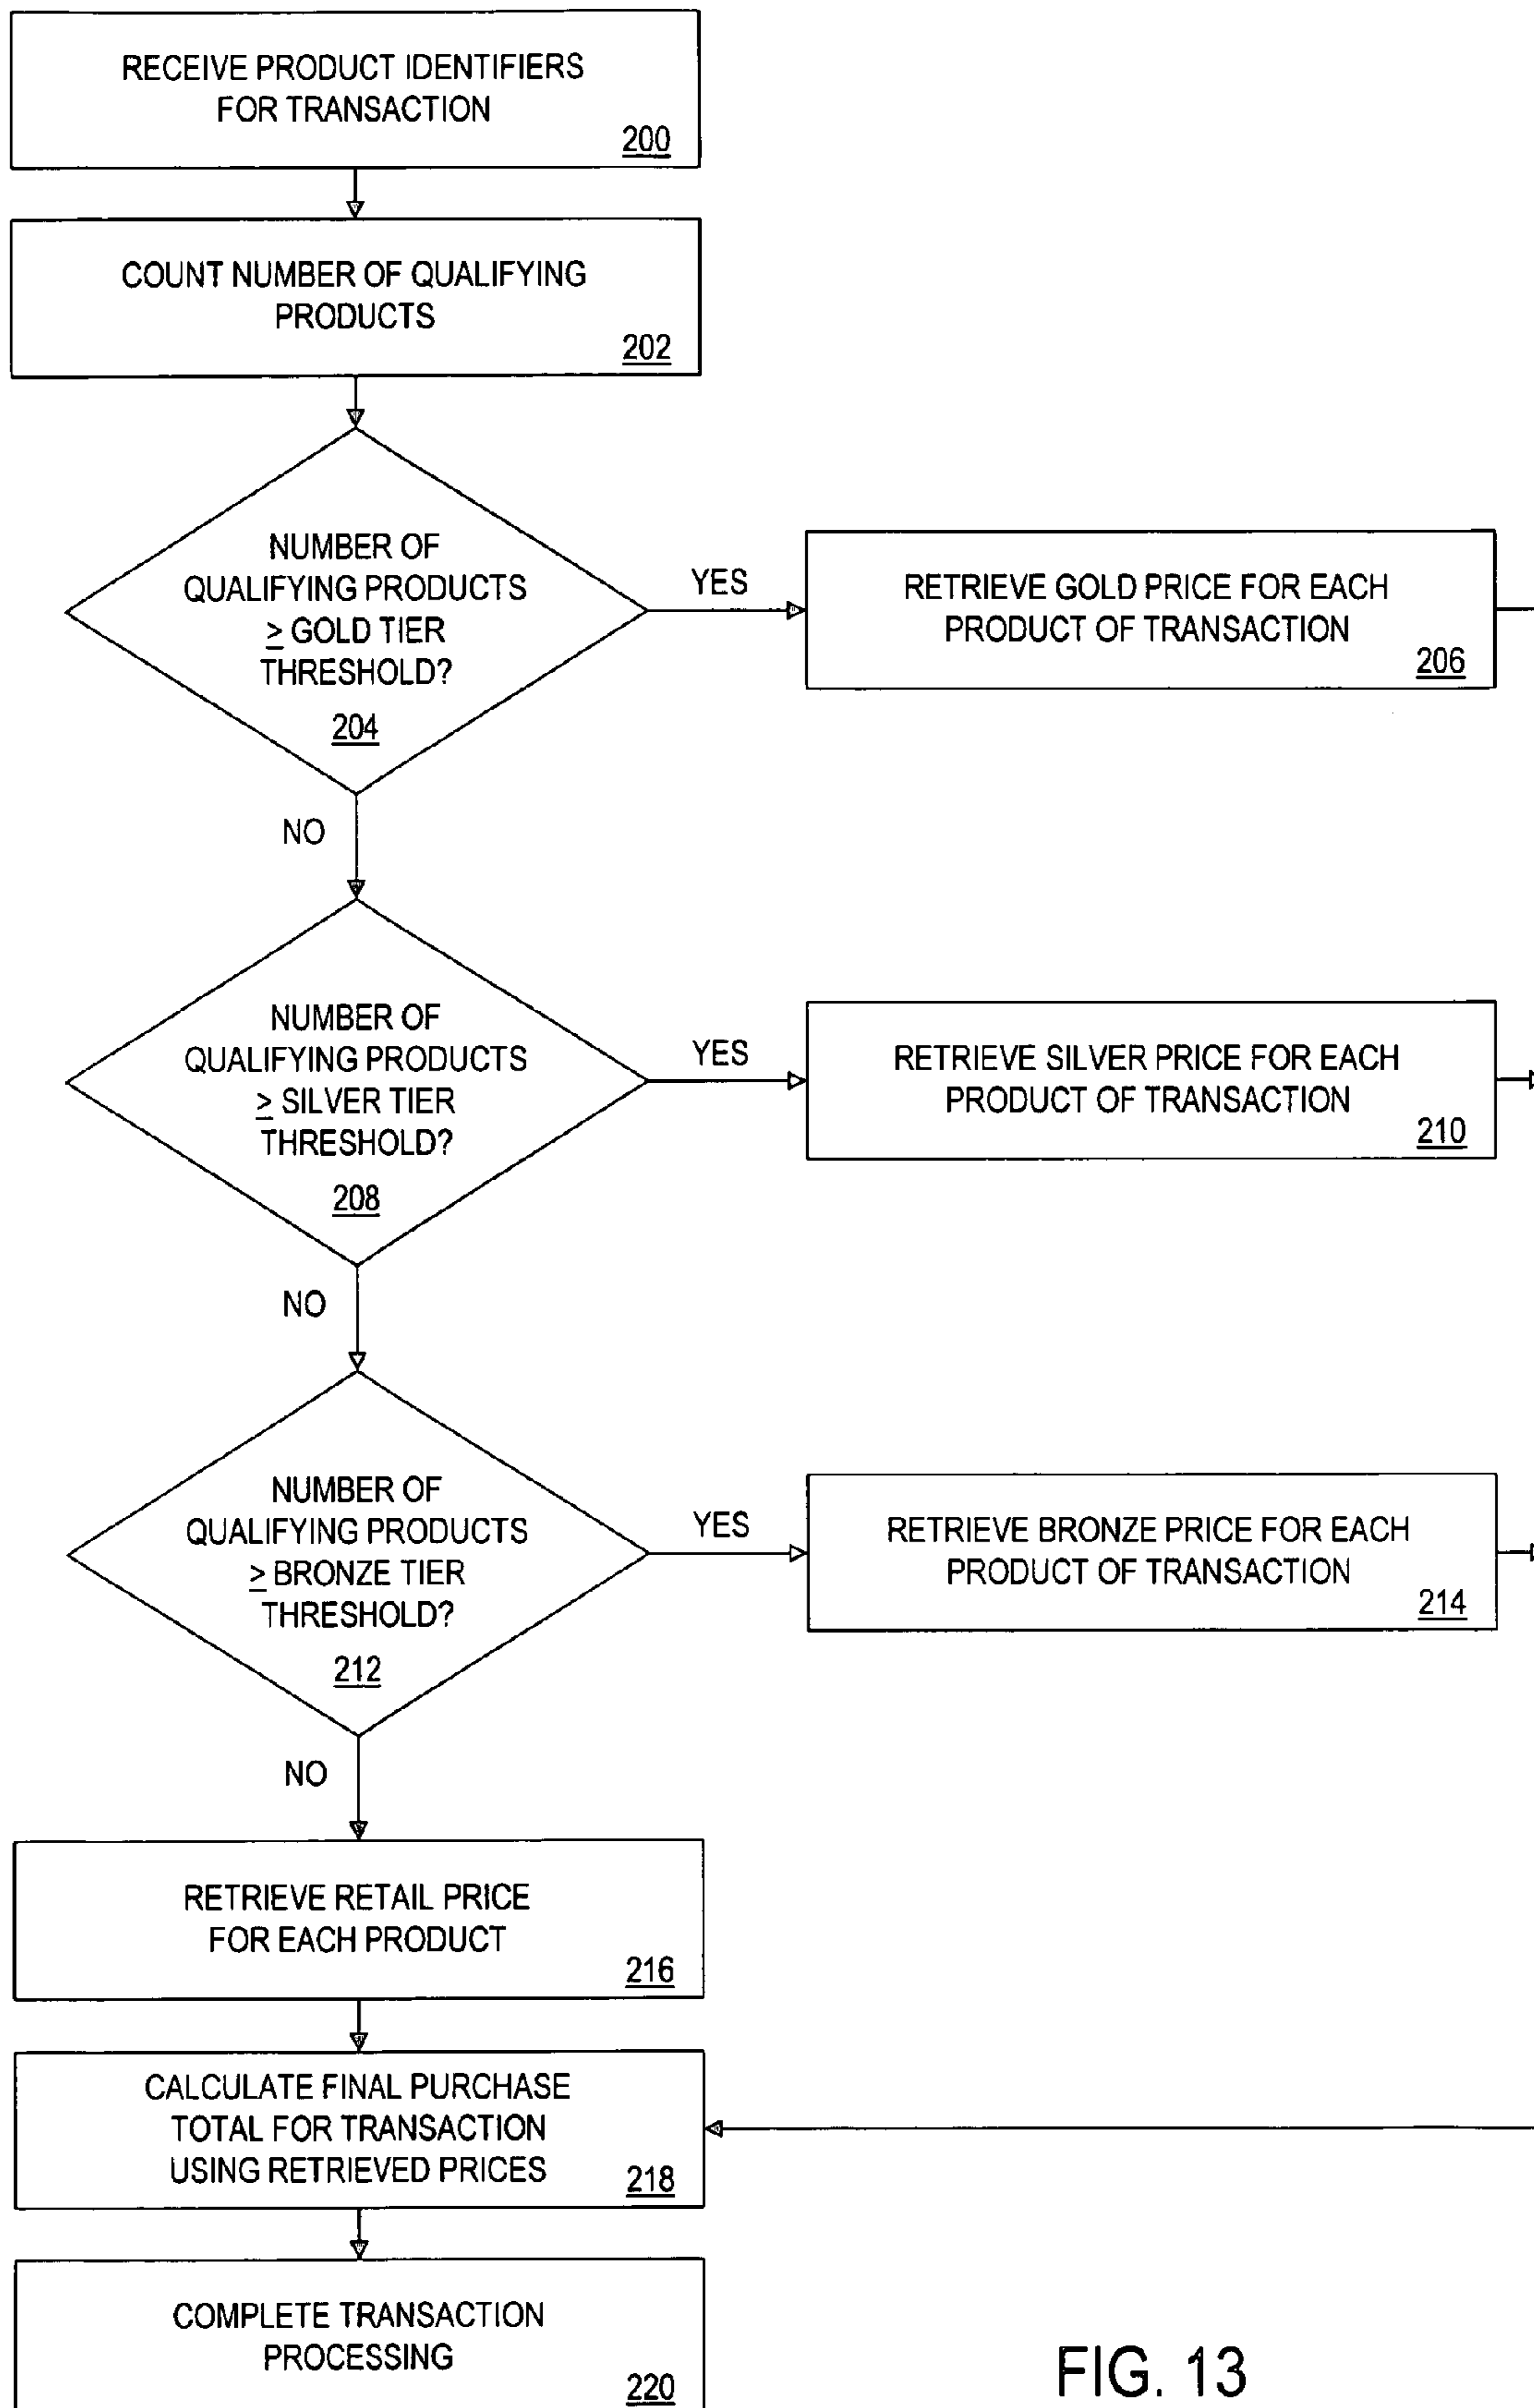 RECEIVE PRODUCT IDENTIFIERS
FOR TRANSACTION
200
COUNT NUMBER OF QUALIFYING
PRODUCTS
202
NUMBER OF
QUALIFYING PRODUCTS
≥ GOLD TIER
THRESHOLD?
204
YES
RETRIEVE GOLD PRICE FOR EACH
PRODUCT OF TRANSACTION
206
NO
NUMBER OF
QUALIFYING PRODUCTS
≥ SILVER TIER
THRESHOLD?
208
YES
RETRIEVE SILVER PRICE FOR EACH
PRODUCT OF TRANSACTION
210
NO
NUMBER OF
QUALIFYING PRODUCTS
≥ BRONZE TIER
THRESHOLD?
212
YES
RETRIEVE BRONZE PRICE FOR EACH
PRODUCT OF TRANSACTION
214
NO
RETRIEVE RETAIL PRICE
FOR EACH PRODUCT
216
CALCULATE FINAL PURCHASE
TOTAL FOR TRANSACTION
USING RETRIEVED PRICES
218
COMPLETE TRANSACTION
PROCESSING
220
FIG. 13